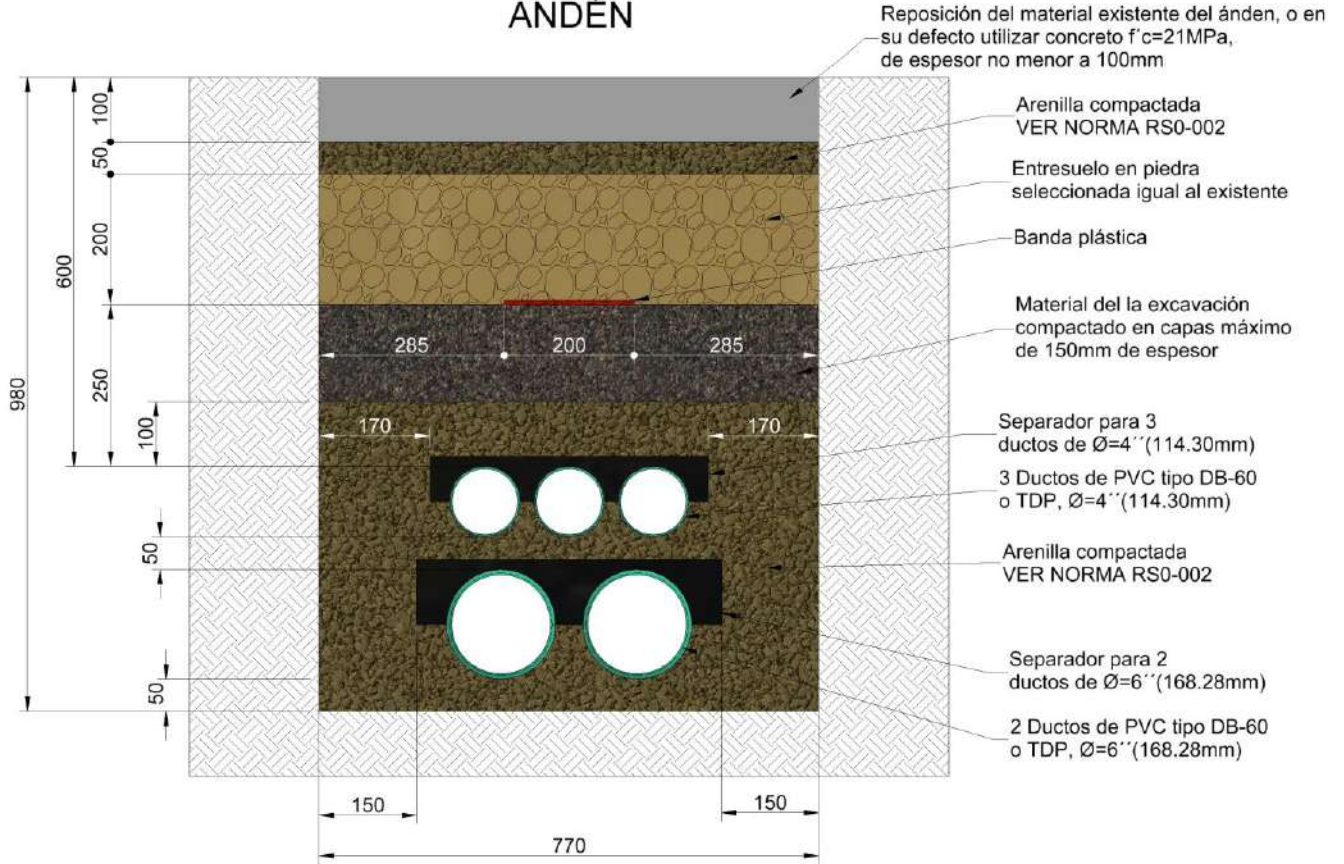 ANDÉN
Reposición del material existente del ánden, o en
su defecto utilizar concreto f´c=21MPa,
de espesor no menor a 100mm
Arenilla compactada
VER NORMA RS0-002
Entresuelo en piedra
seleccionada igual al existente
Banda plástica
Material del la excavación
compactado en capas máximo
de 150mm de espesor
Separador para 3
ductos de Ø=4´´(114.30mm)
3 Ductos de PVC tipo DB-60
o TDP, Ø=4´´(114.30mm)
Arenilla compactada
VER NORMA RS0-002
Separador para 2
ductos de Ø=6´´(168.28mm)
2 Ductos de PVC tipo DB-60
o TDP, Ø=6´´(168.28mm)
980
600
100
50
200
250
100
50
50
285
200
285
170
170
150
150
770